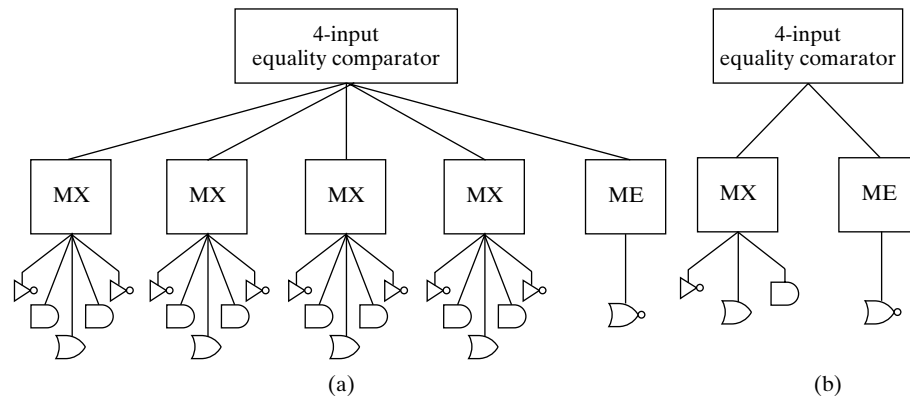 4-input
equality comparator
4-input
equality comarator
MX
MX
MX
MX
ME
MX
ME
(a)
(b)